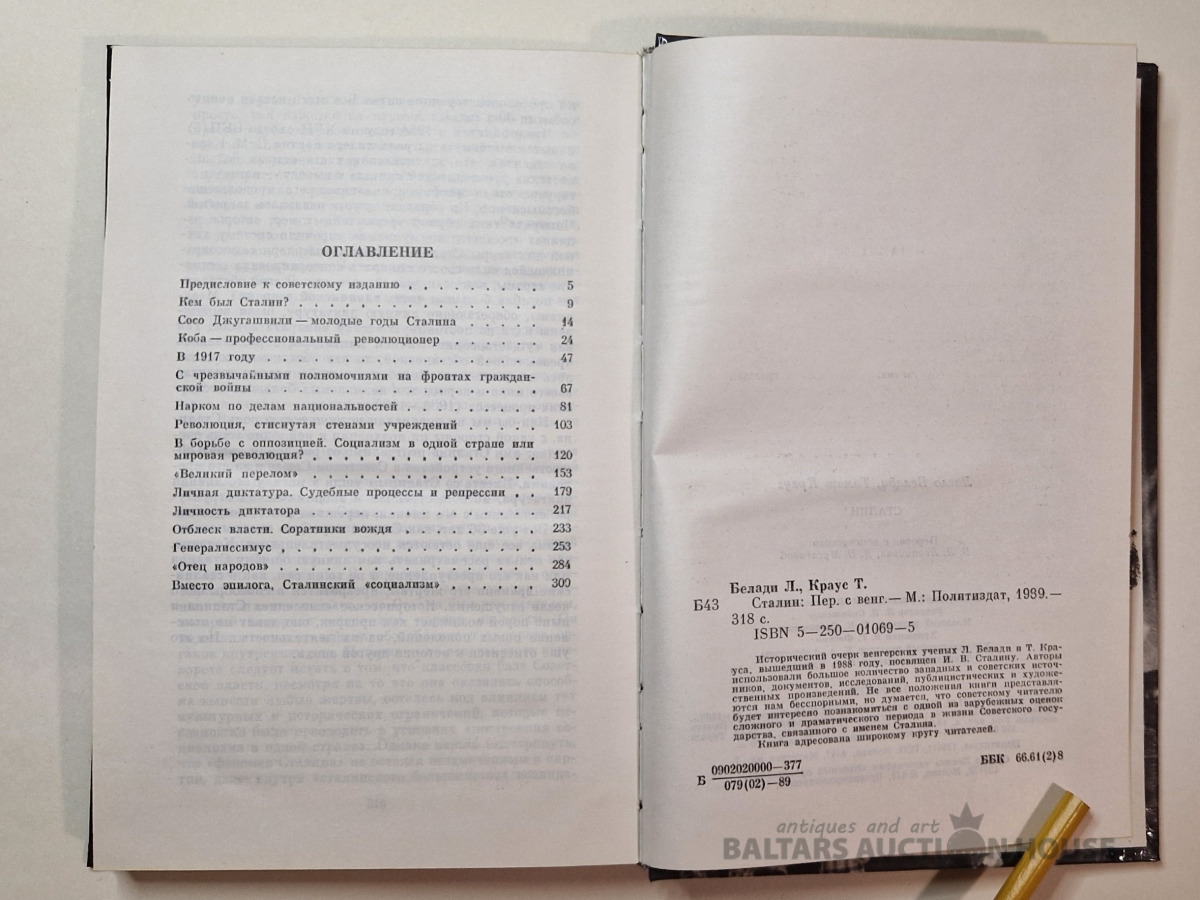 ОГЛАВЛЕНИЕ
Предисловие к советскому изданию . . . . . . . . 5
Кем был Сталин? . . . . . . . . . . . . . . 9
Сосо Джугашвили — молодые годы Сталина . . . . . 14
Коба — профессиональный революционер . . . . . . 24
В 1917 году . . . . . . . . . . . . . . . . 47
С чрезвычайными полномочиями на фронтах граждан-
ской войны . . . . . . . . . . . . . . . . 67
Нарком по делам национальностей . . . . . . . . 81
Революция, стиснутая стенами учреждений . . . . . 103
В борьбе с оппозицией. Социализм в одной стране или
мировая революция? . . . . . . . . . . . . . 120
«Великий перелом» . . . . . . . . . . . . . 153
Личная диктатура. Судебные процессы и репрессии . . 179
Личность диктатора . . . . . . . . . . . . . 217
Отблеск власти. Соратники вождя . . . . . . . . 233
Генералиссимус . . . . . . . . . . . . . . 253
«Отец народов» . . . . . . . . . . . . . . 284
Вместо эпилога, Сталинский «социализм» . . . . . . 300
Белади Л., Краус Т.
Б43 Сталин: Пер. с венг.— М.: Политиздат, 1989.—
318 с.
ISBN 5—250—01069—5
Исторический очерк венгерских ученых Л. Белади и Т. Кра-
уса, вышедший в 1988 году, посвящен И. В. Сталину. Авторы
использовали большое количество западных и советских источ-
ников, документов, исследований, публицистических и художе-
ственных произведений. Не все положения книги представля-
ются нам бесспорными, но думается, что советскому читателю
будет интересно познакомиться с одной из зарубежных оценок
сложного и драматического периода в жизни Советского госу-
дарства, связанного с именем Сталина.
Книга адресована широкому кругу читателей.
Б 0902020000—377
079(02)—89
ББК 66.61(2)8
antiques and art
BALTARS AUCTION HOUSE